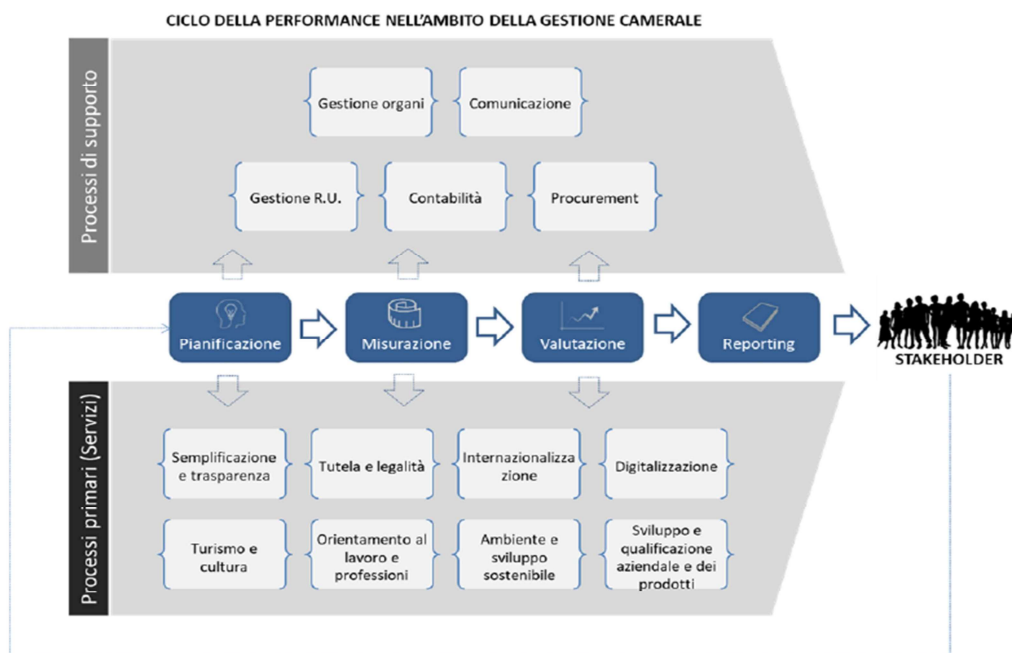 CICLO DELLA PERFORMANCE NELL'AMBITO DELLA GESTIONE CAMERALE
Processi di supporto
Gestione organi
Comunicazione
Gestione R.U.
Contabilità
Procurement
Pianificazione
Misurazione
Valutazione
Reporting
STAKEHOLDER
Processi primari (Servizi)
Semplificazione
e trasparenza
Tutela e legalità
Internazionalizza
zione
Digitalizzazione
Turismo e
cultura
Orientamento al
lavoro e
professioni
Ambiente e
sviluppo
sostenibile
Sviluppo e
qualificazione
aziendale e dei
prodotti